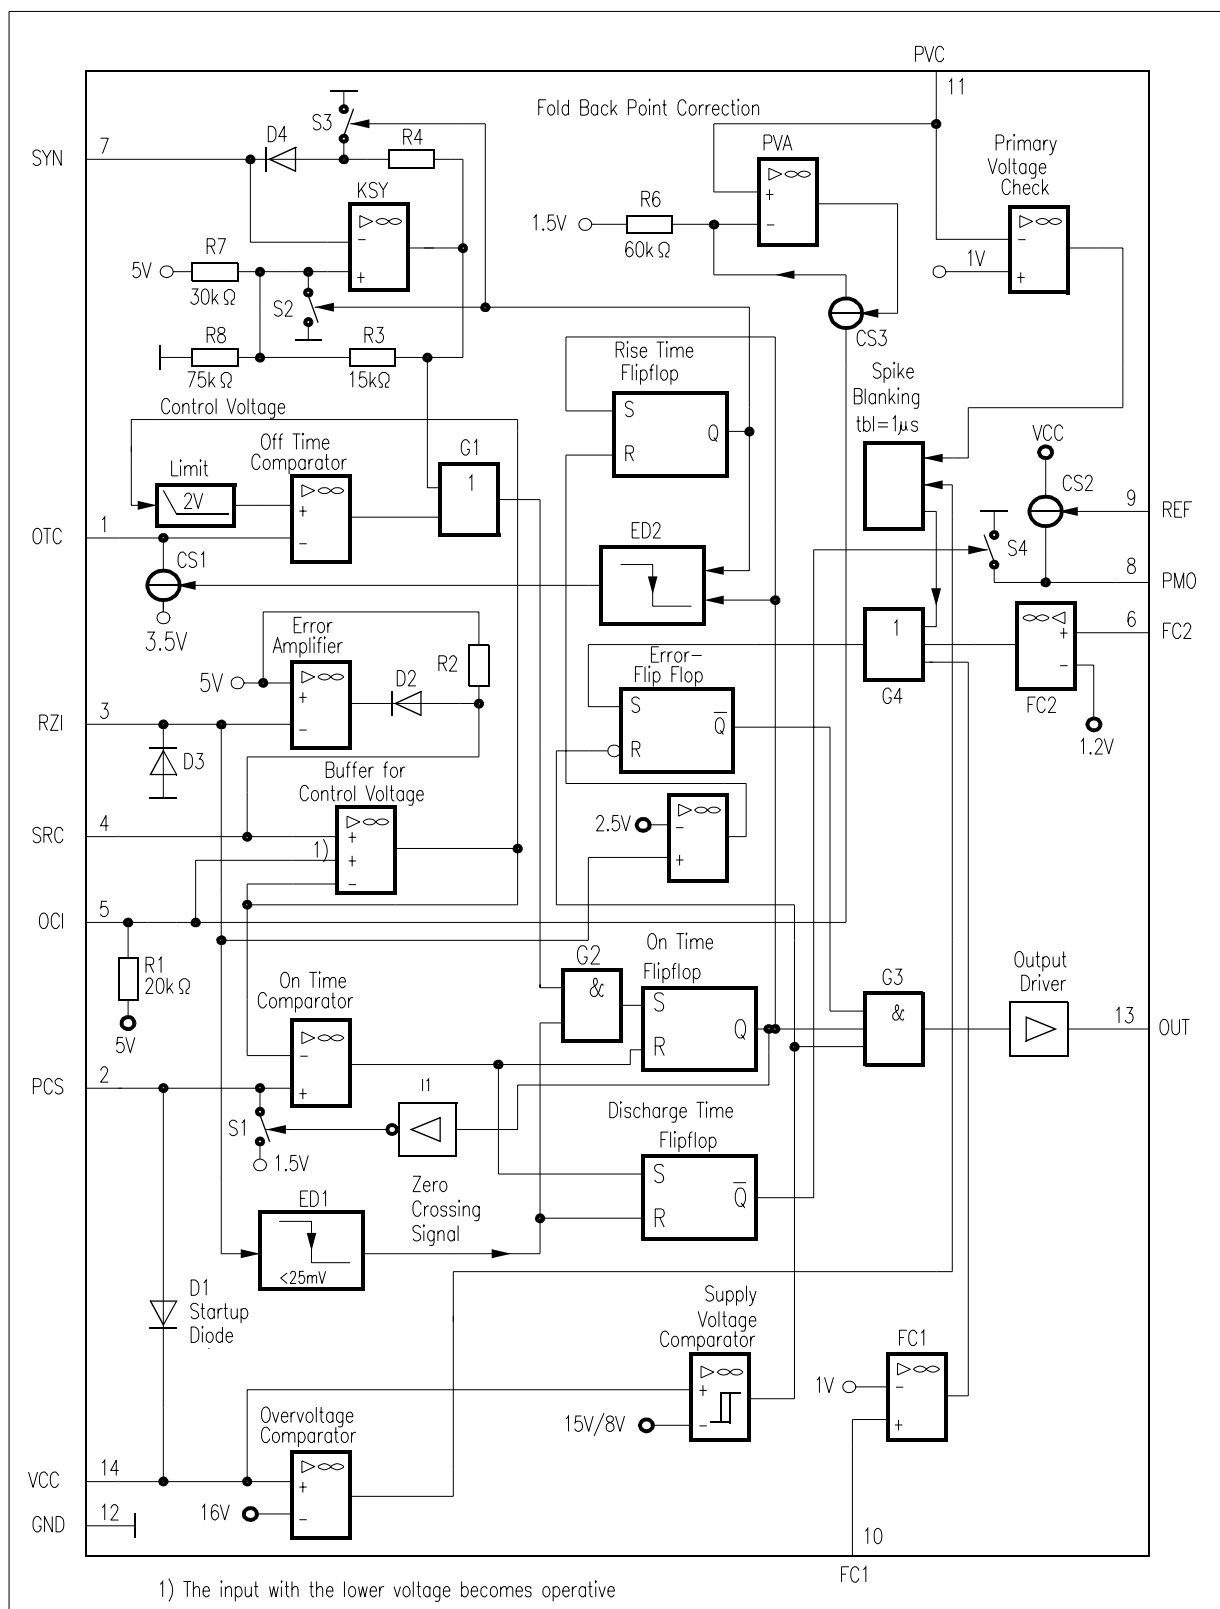 PVC
11
Fold Back Point Correction
S3
D4
R4
PVA
Primary
Voltage
Check
SYN
7
KSY
+
−
1.5V
R6
60kΩ
−
+
1V
R7
5V
30kΩ
−
+
S2
CS3
R8
75kΩ
R3
15kΩ
Rise Time
Flipflop
Spike
Blanking
tbl=1μs
Control Voltage
S
R
Q
VCC
Off Time
Comparator
G1
1
Limit
2V
+
−
CS2
9
REF
OTC
1
CS1
ED2
S4
8
PMO
3.5V
Error
Amplifier
R2
1
G4
+
−
FC2
6
FC2
5V
D2
+
−
Error-
Flip Flop
S
R
Q
1.2V
RZI
3
D3
Buffer for
Control Voltage
SRC
4
1)
+
+
−
2.5V
−
+
OCI
5
R1
20kΩ
5V
On Time
Comparator
G2
&
On Time
Flipflop
S
R
Q
G3
&
Output
Driver
13
OUT
−
+
PCS
2
S1
1.5V
I1
Discharge Time
Flipflop
S
R
Q
ED1
<25mV
Zero
Crossing
Signal
D1
Startup
Diode
Supply
Voltage
Comparator
+
−
15V/8V
FC1
1V
−
+
Overvoltage
Comparator
VCC
14
+
−
16V
GND
12
10
FC1
1) The input with the lower voltage becomes operative